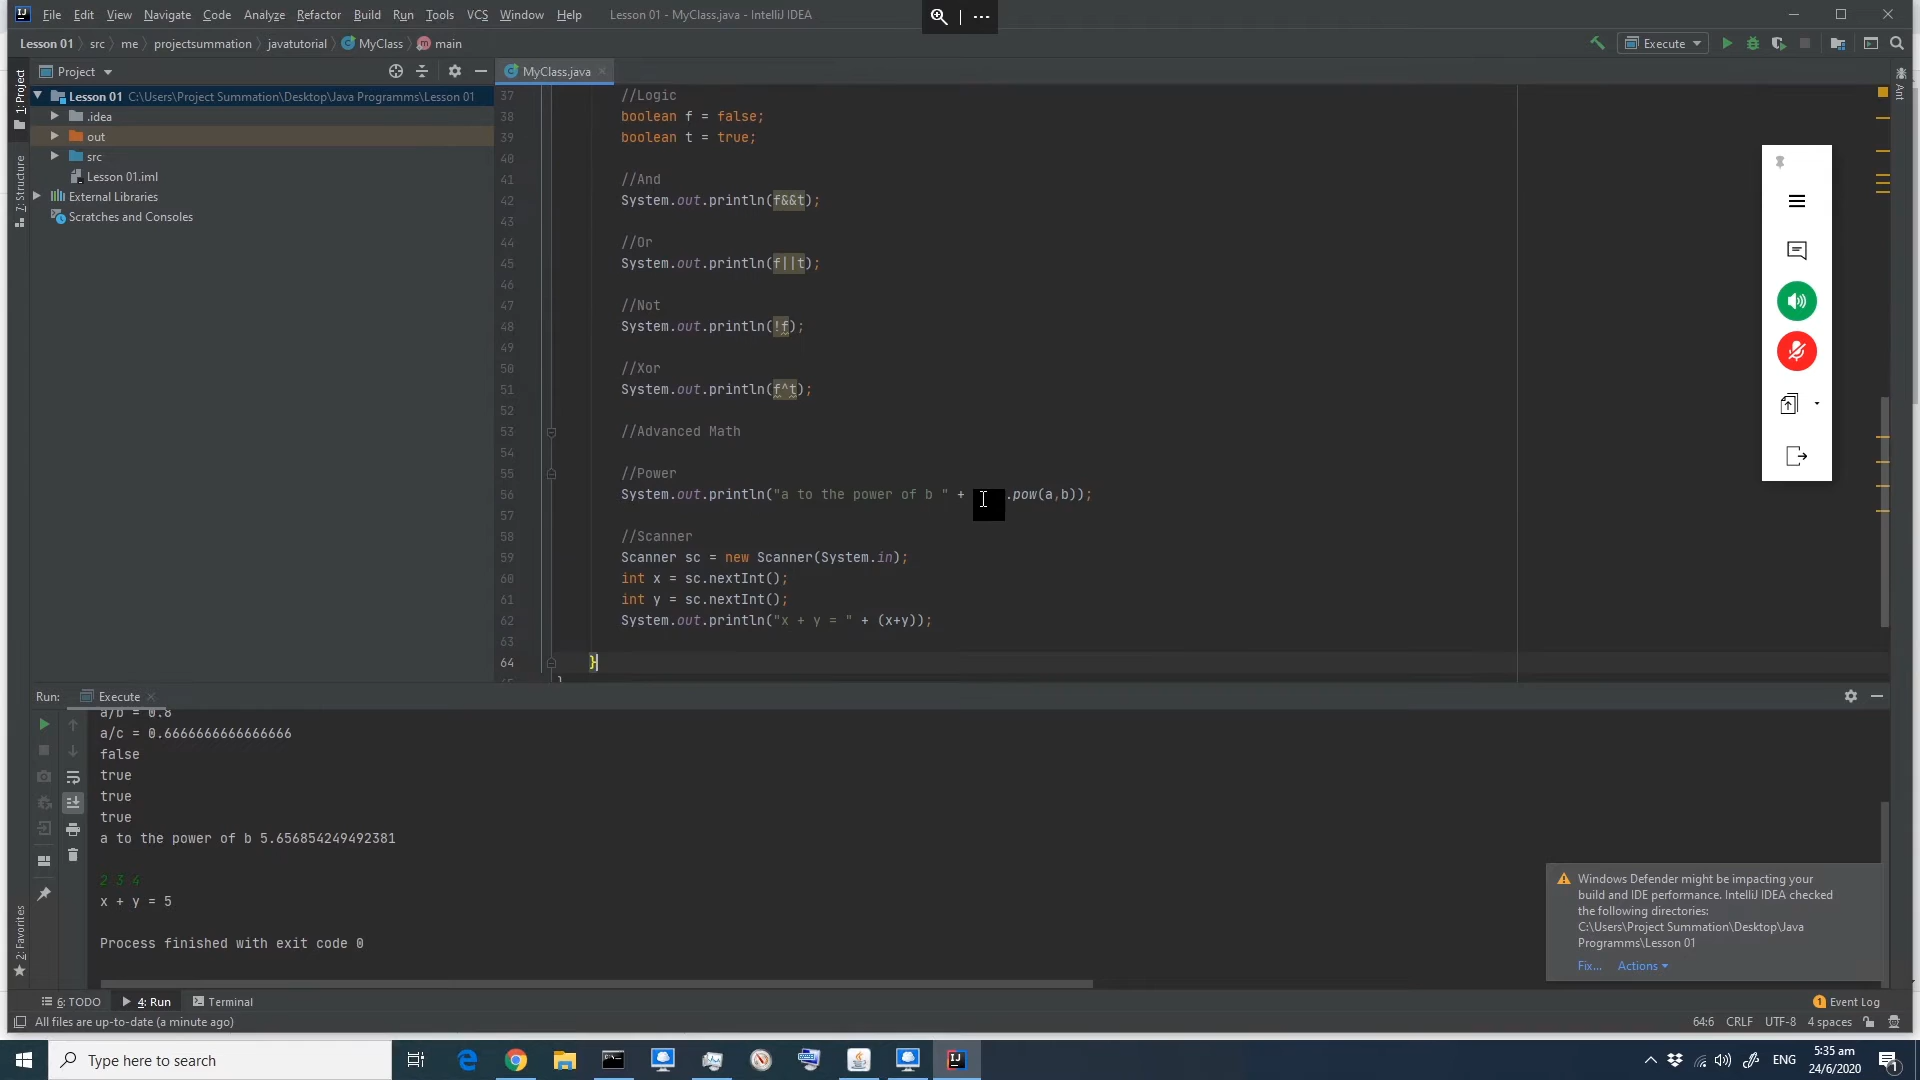 File Edit View Navigate Code Analyze Refactor Build Run Tools VCS Window Help Lesson 01 - MyClass.java - IntelliJ IDEA
Lesson 01 src me projectsummation javatutorial MyClass main Execute
1: Project
Project
MyClass.java
Ant
Lesson 01 C:\Users\Project Summation\Desktop\Java Programms\Lesson 01
.idea
out
src
Lesson 01.iml
External Libraries
Scratches and Consoles
7: Structure
37 //Logic
38 boolean f = false;
39 boolean t = true;
40
41 //And
42 System.out.println(f&&t);
43
44 //Or
45 System.out.println(f||t);
46
47 //Not
48 System.out.println(!f);
49
50 //Xor
51 System.out.println(f^t);
52
53 //Advanced Math
54
55 //Power
56 System.out.println("a to the power of b " + .pow(a,b));
57
58 //Scanner
59 Scanner sc = new Scanner(System.in);
60 int x = sc.nextInt();
61 int y = sc.nextInt();
62 System.out.println("x + y = " + (x+y));
63
64 }
Run: Execute
a/b = 0.8
a/c = 0.6666666666666666
false
true
true
true
a to the power of b 5.656854249492381
2 3 4
x + y = 5
Process finished with exit code 0
2: Favorites
Windows Defender might be impacting your
build and IDE performance. IntelliJ IDEA checked
the following directories:
C:\Users\Project Summation\Desktop\Java
Programms\Lesson 01
Fix... Actions
6: TODO 4: Run Terminal 1 Event Log
All files are up-to-date (a minute ago) 64:6 CRLF UTF-8 4 spaces
Type here to search ENG 5:35 am
24/6/2020 1